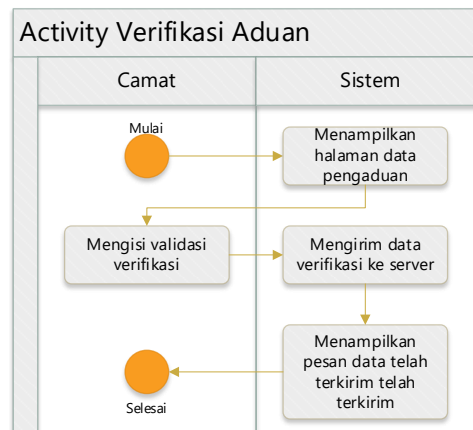 Activity Verifikasi Aduan
Camat
Sistem
Mulai
Menampilkan
halaman data
pengaduan
Mengisi validasi
verifikasi
Mengirim data
verifikasi ke server
Menampilkan
pesan data telah
terkirim telah
terkirim
Selesai